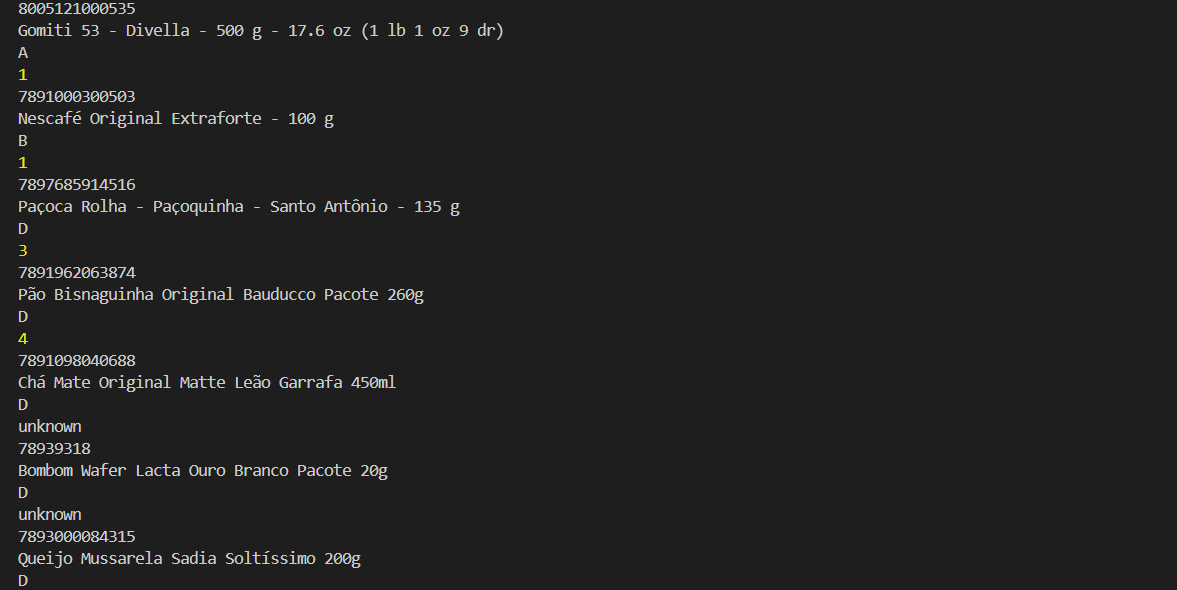 8005121000535
Gomiti 53 - Divella - 500 g - 17.6 oz (1 lb 1 oz 9 dr)
A
1
7891000300503
Nescafé Original Extraforte - 100 g
B
1
7897685914516
Paçoca Rolha - Paçoquinha - Santo Antônio - 135 g
D
3
7891962063874
Pão Bisnaguinha Original Bauducco Pacote 260g
D
4
7891098040688
Chá Mate Original Matte Leão Garrafa 450ml
D
unknown
78939318
Bombom Wafer Lacta Ouro Branco Pacote 20g
D
unknown
7893000084315
Queijo Mussarela Sadia Soltíssimo 200g
D